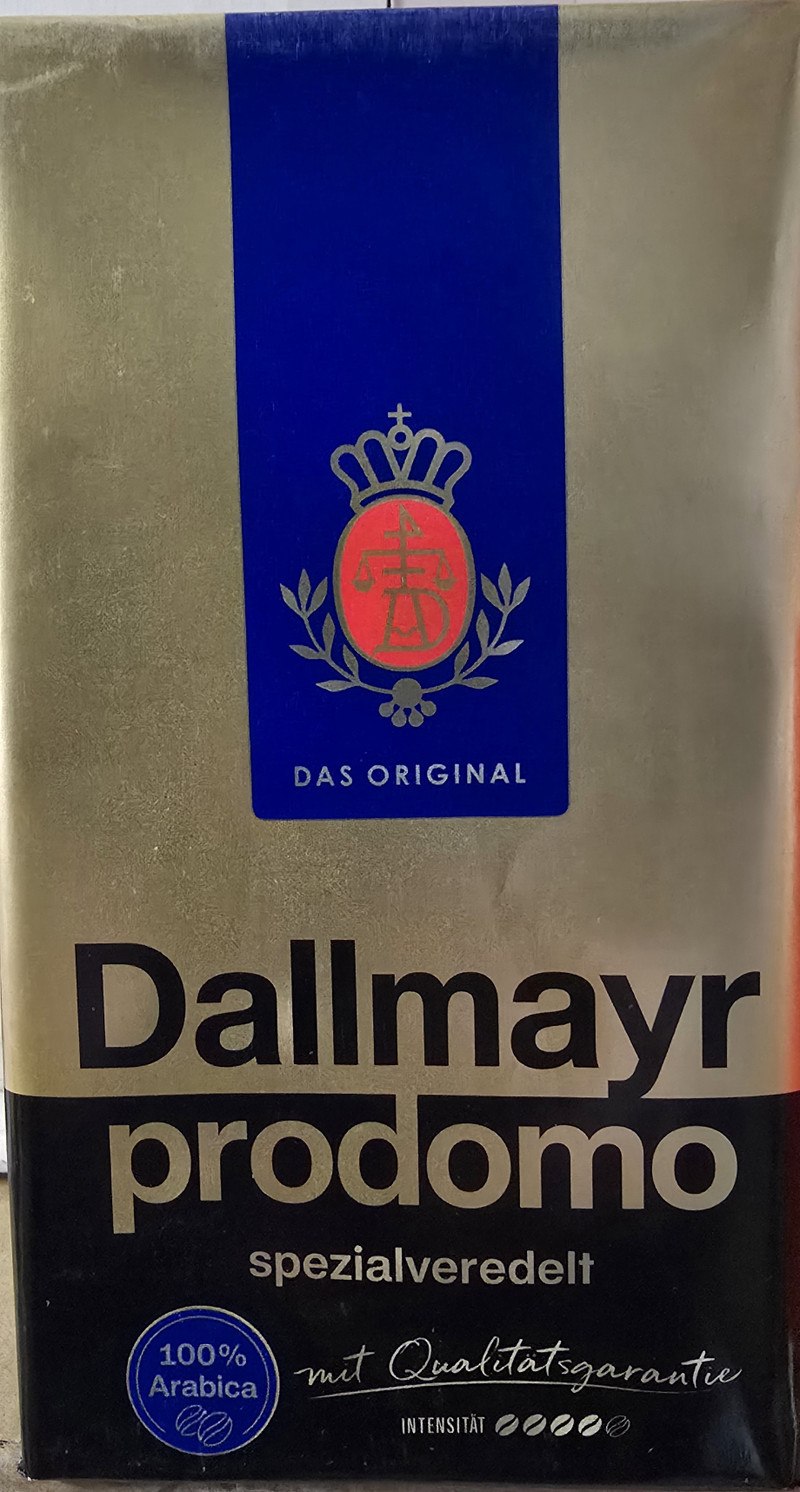 DAS ORIGINAL
Dallmayr
prodomo
spezialveredelt
100%
Arabica
mit Qualitätsgarantie
INTENSITÄT